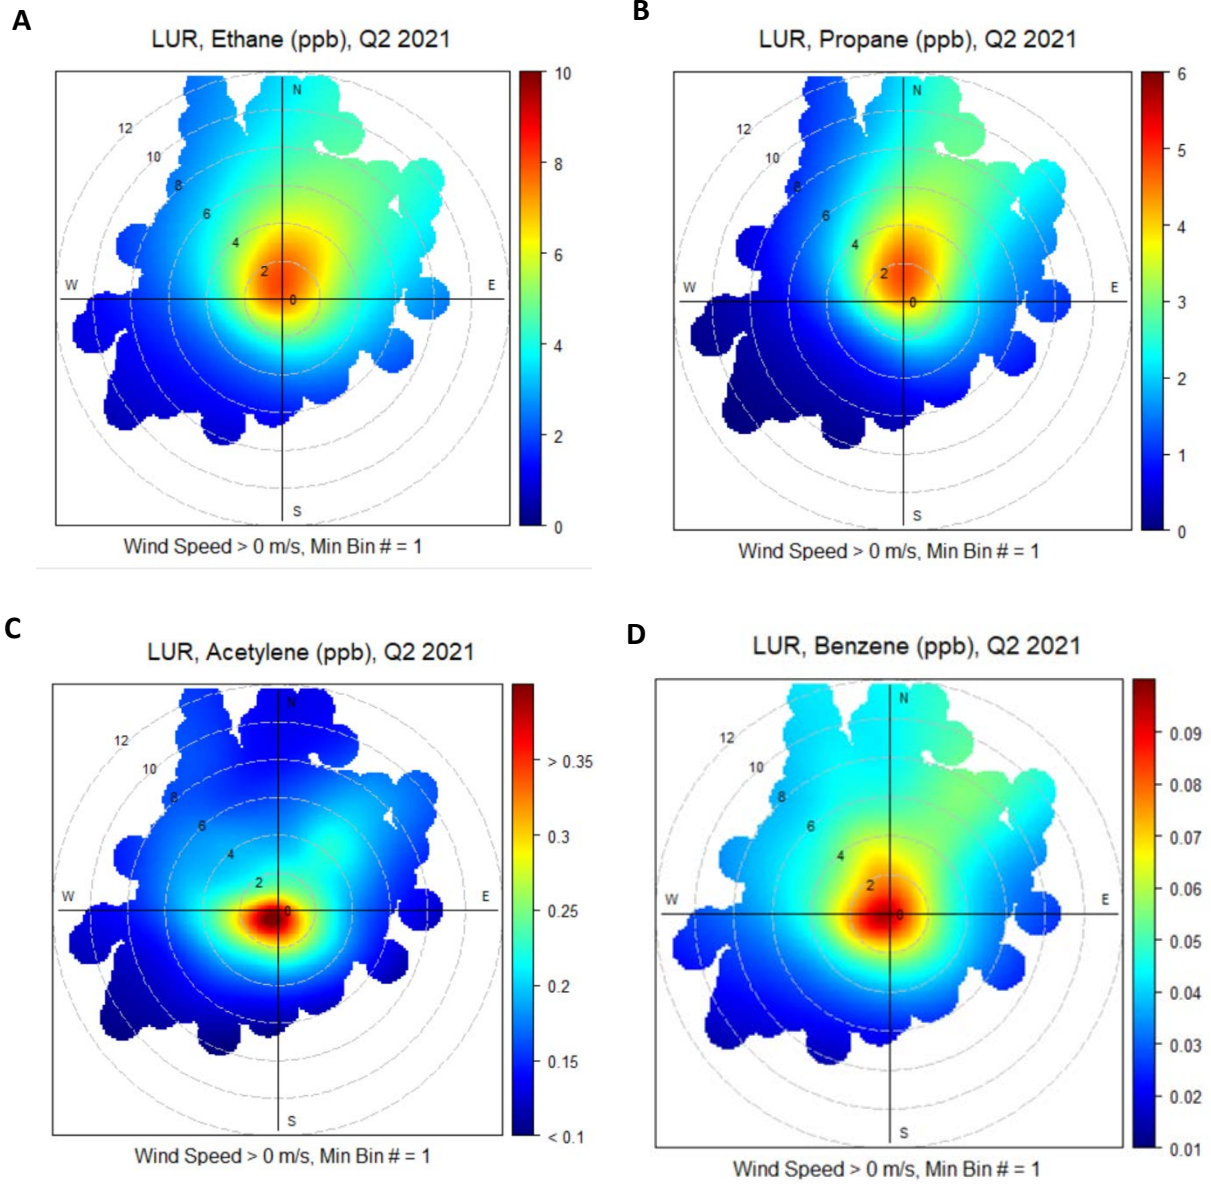 A
LUR, Ethane (ppb), Q2 2021
N
W
E
S
12
10
8
6
4
2
0
10
8
6
4
2
0
Wind Speed > 0 m/s, Min Bin # = 1
B
LUR, Propane (ppb), Q2 2021
N
W
E
S
12
10
8
6
4
2
0
6
5
4
3
2
1
0
Wind Speed > 0 m/s, Min Bin # = 1
C
LUR, Acetylene (ppb), Q2 2021
N
W
E
S
12
10
8
6
4
2
0
> 0.35
0.3
0.25
0.2
0.15
< 0.1
Wind Speed > 0 m/s, Min Bin # = 1
D
LUR, Benzene (ppb), Q2 2021
N
W
E
S
12
10
8
6
4
2
0
0.09
0.08
0.07
0.06
0.05
0.04
0.03
0.02
0.01
Wind Speed > 0 m/s, Min Bin # = 1